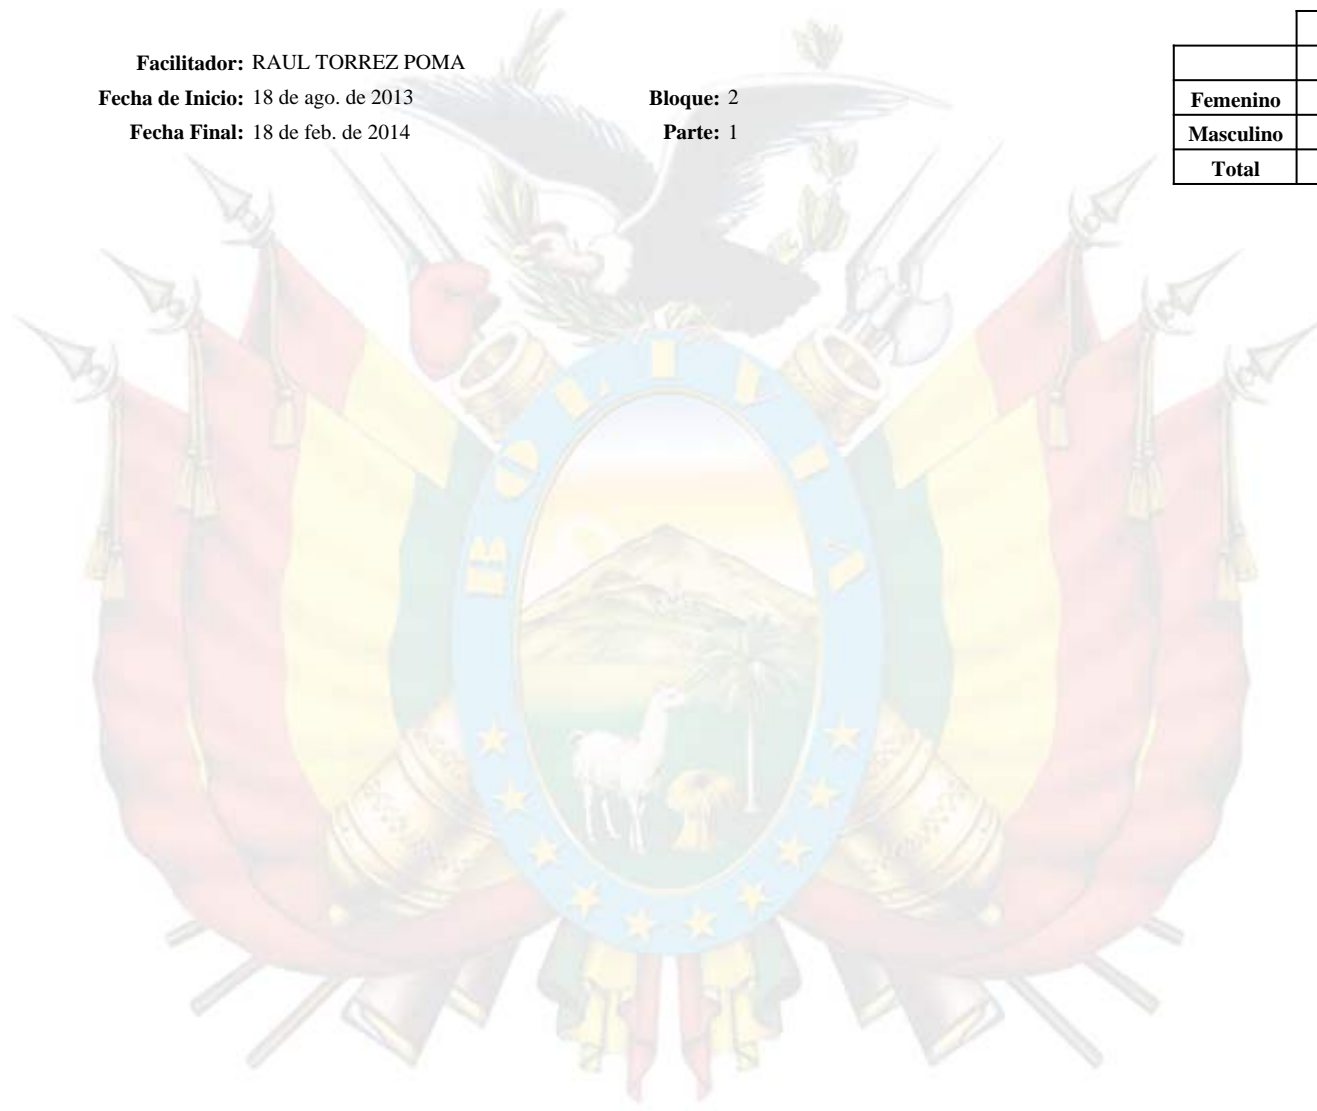 Facilitador: RAUL TORREZ POMA
Fecha de Inicio: 18 de ago. de 2013 Bloque: 2
Fecha Final: 18 de feb. de 2014 Parte: 1
Femenino
Masculino
Total
BOLIVIA